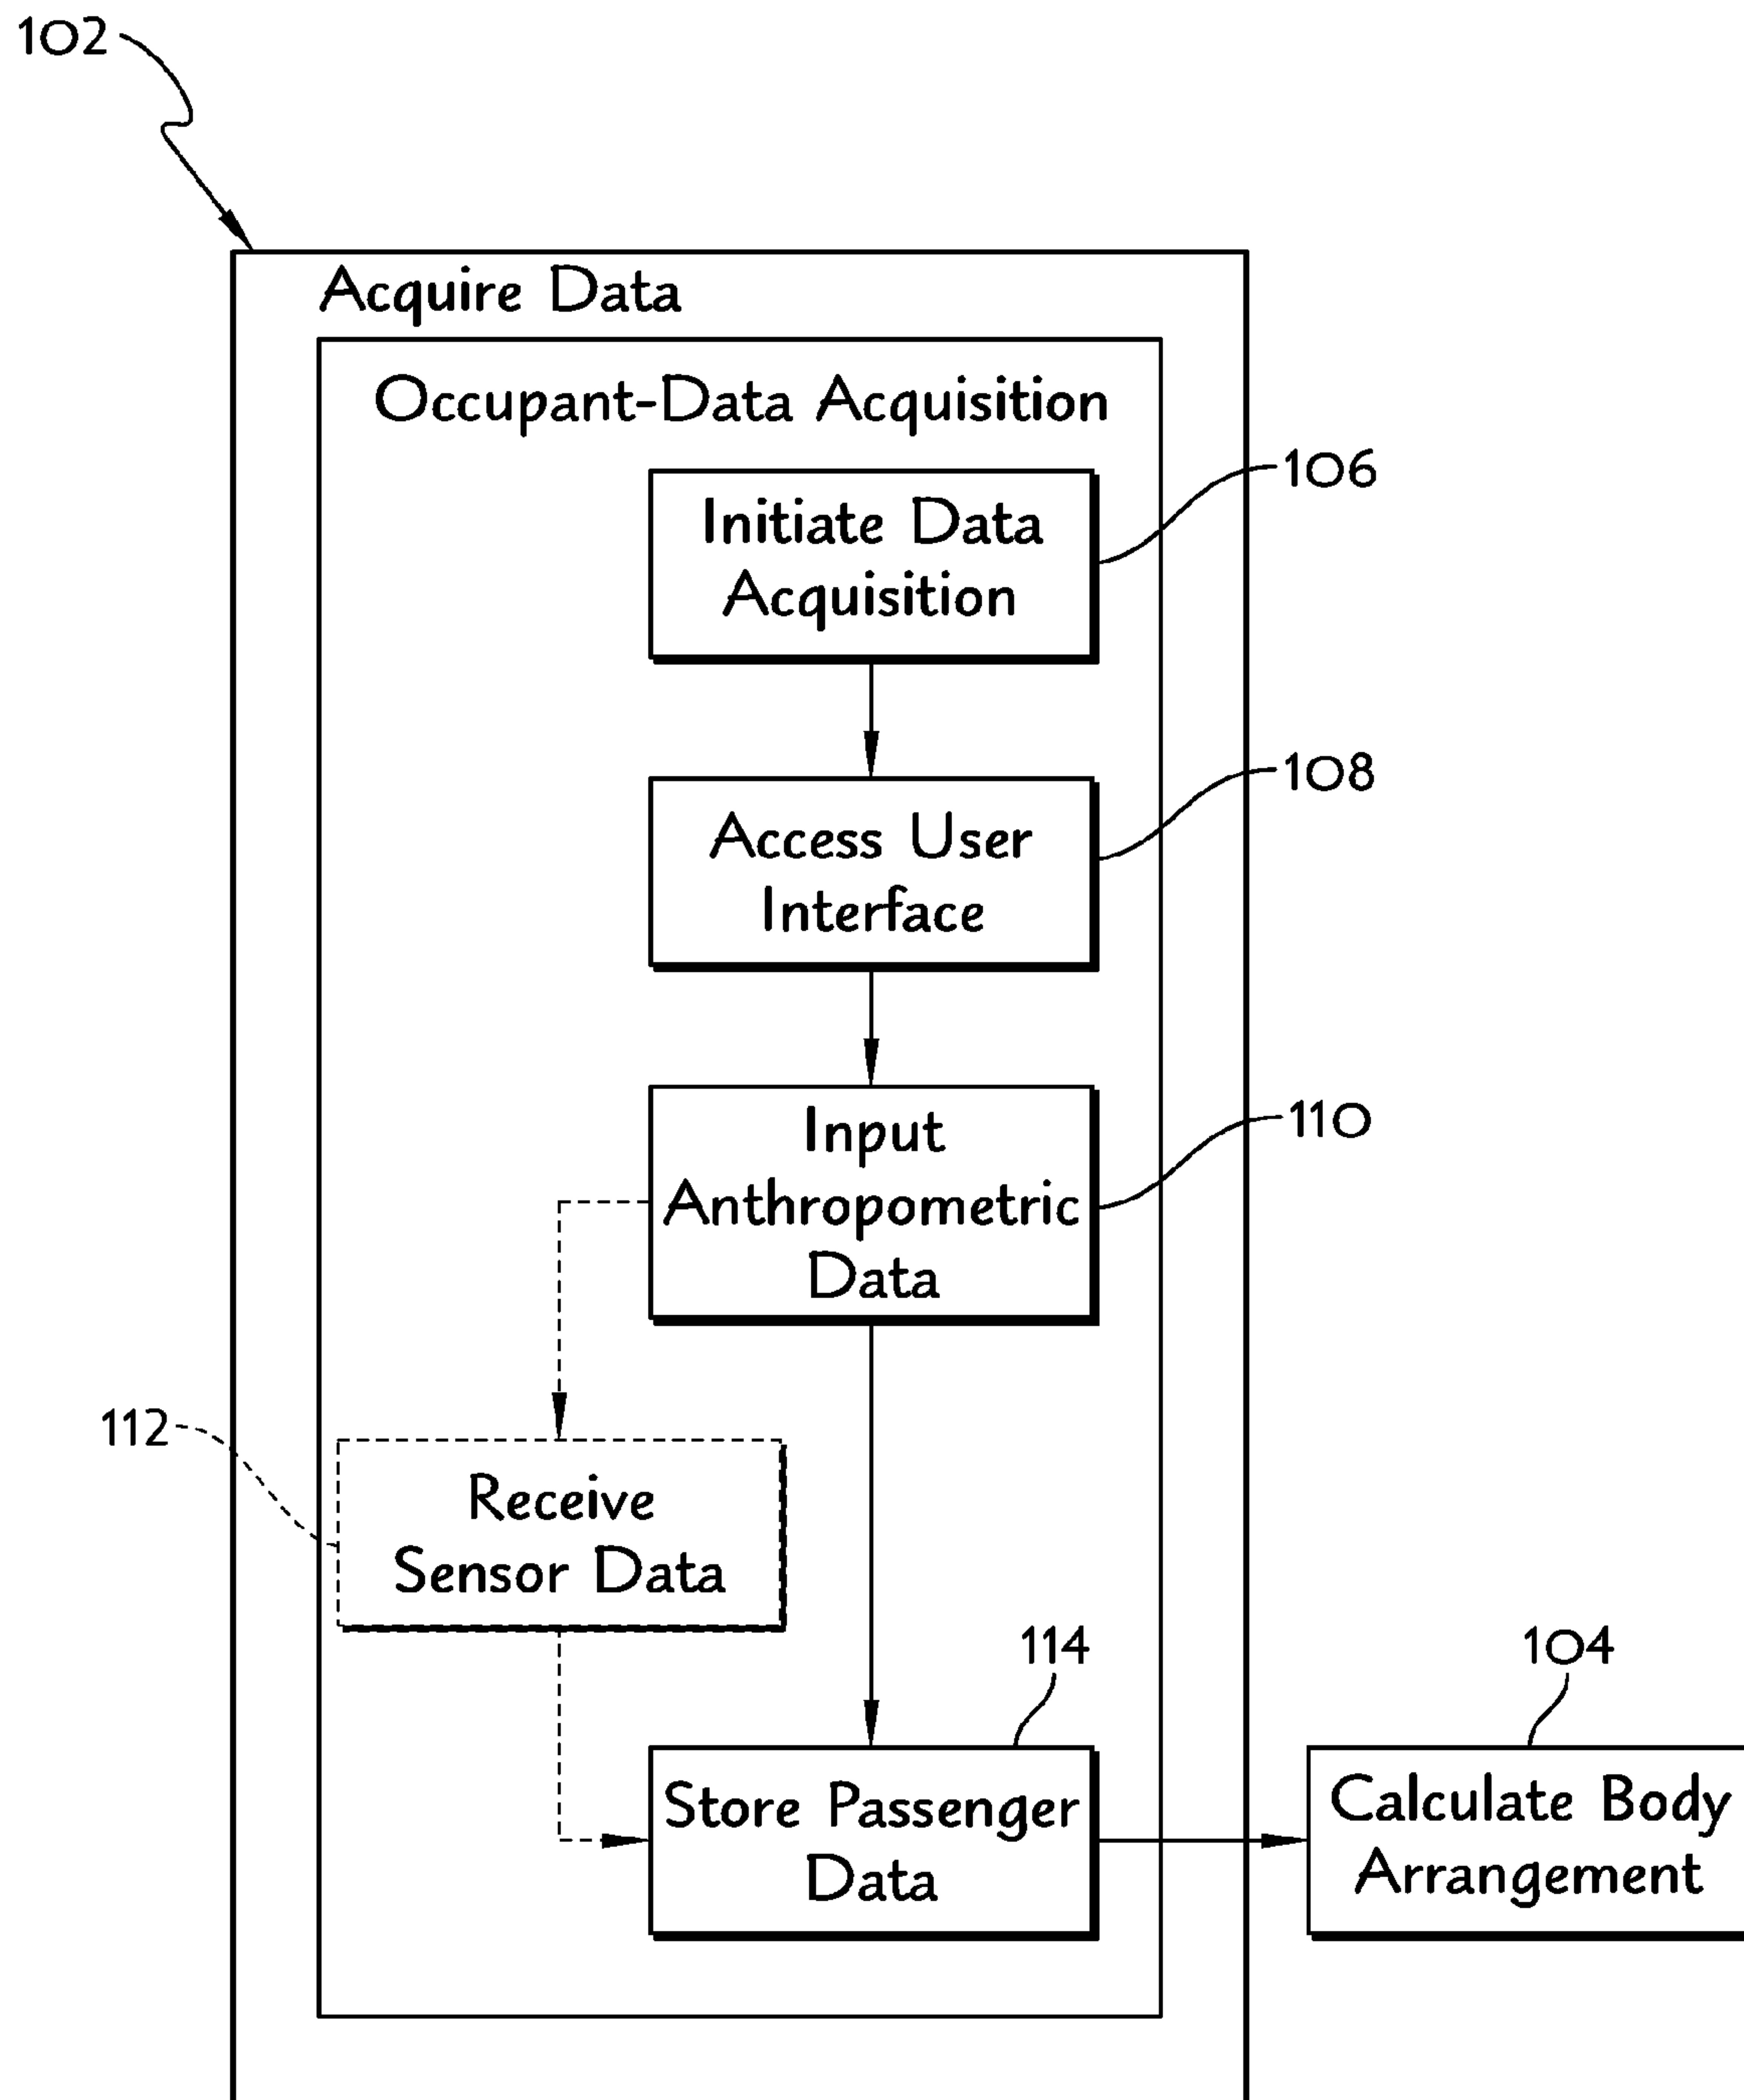 102
Acquire Data
Occupant-Data Acquisition
106
Initiate Data
Acquisition
108
Access User
Interface
110
Input
Anthropometric
Data
112
Receive
Sensor Data
114
104
Store Passenger
Data
Calculate Body
Arrangement